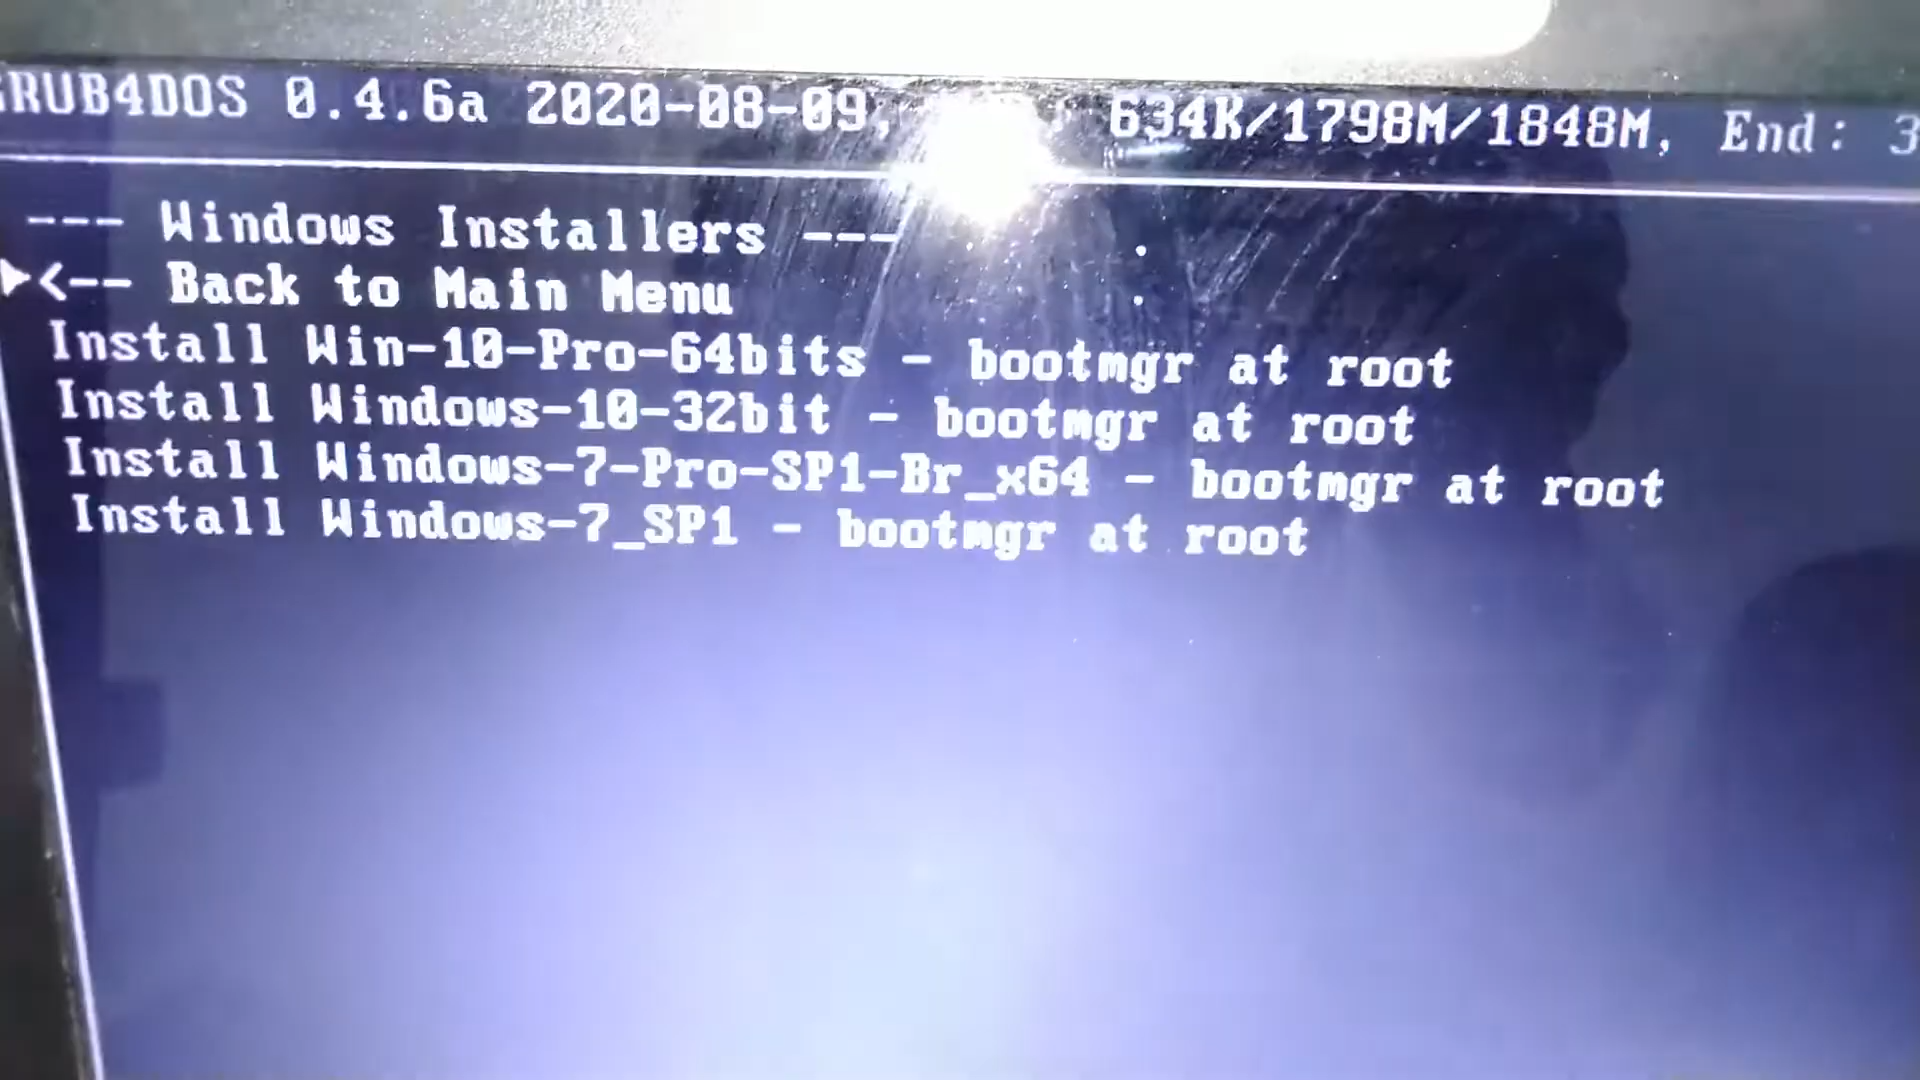 GRUB4DOS 0.4.6a 2020-08-09, 634K/1798M/1848M, End: 3
--- Windows Installers ---
<-- Back to Main Menu
Install Win-10-Pro-64bits - bootmgr at root
Install Windows-10-32bit - bootmgr at root
Install Windows-7-Pro-SP1-Br_x64 - bootmgr at root
Install Windows-7_SP1 - bootmgr at root